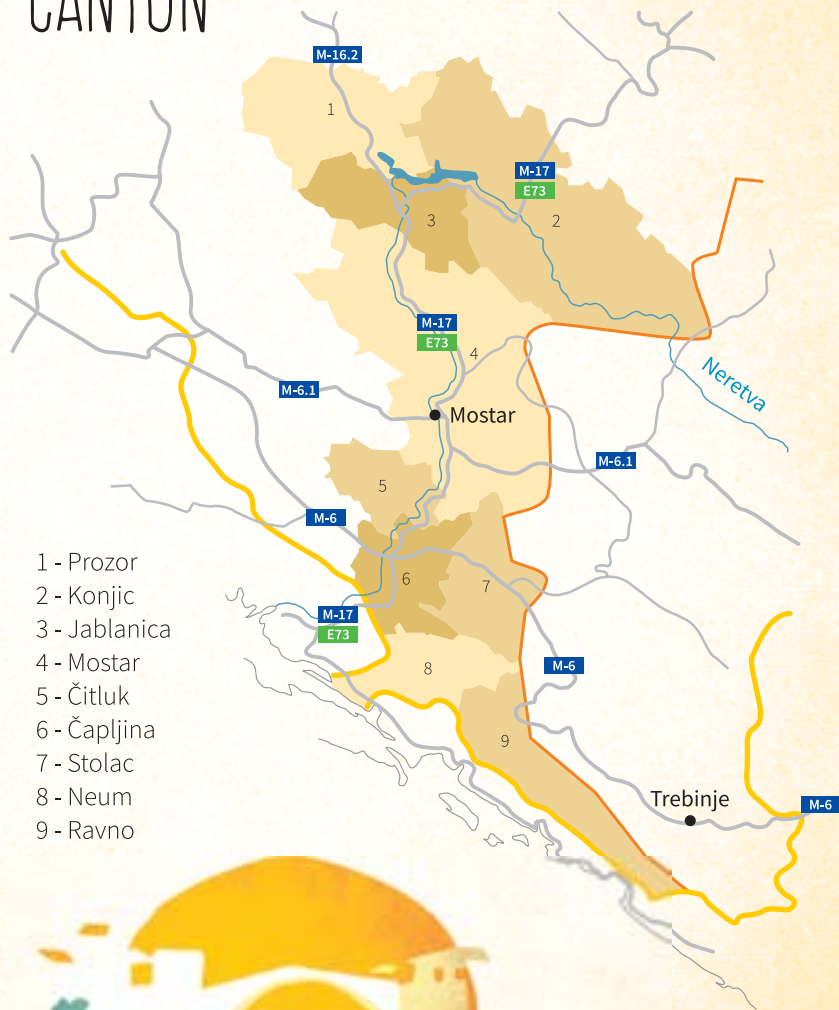 CANTON
M-16.2
1
M-17
E73
3
2
M-17
E73
4
Neretva
M-6.1
Mostar
M-6.1
5
M-6
6
7
M-17
E73
8
M-6
9
Trebinje
M-6
1 - Prozor
2 - Konjic
3 - Jablanica
4 - Mostar
5 - Čitluk
6 - Čapljina
7 - Stolac
8 - Neum
9 - Ravno